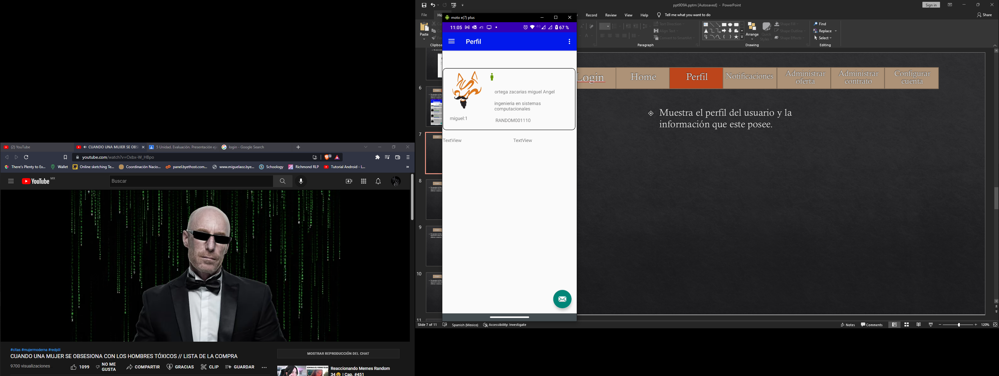 (2) YouTube
CUANDO UNA MUJER SE OBS
5 Unidad. Evaluación. Presentación eje
login - Google Search
youtube.com/watch?v=Oxbx-W_HBpo
There's Plenty to Ex...
Wallet
Online sketching Te...
Coordinación Nacio...
panel.byethost.com...
www.miguelaoz.bye...
Schoology
Richmond RLP
Tutorial Android - L...
YouTube MX
Buscar
#citas #mujermoderna #redpill
CUANDO UNA MUJER SE OBSESIONA CON LOS HOMBRES TÓXICOS // LISTA DE LA COMPRA
9700 visualizaciones
1099
NO ME GUSTA
COMPARTIR
GRACIAS
CLIP
GUARDAR
MOSTRAR REPRODUCCIÓN DEL CHAT
Reaccionando Memes Random
34😂 | Cap. #451
ppt9D9A.pptm [Autosaved] - PowerPoint
Sign in
File
Ho
Record
Review
View
Help
Tell me what you want to do
Share
Paste
Clipboa
Text Direction
Align Text
Convert to SmartArt
Paragraph
Arrange
Quick
Styles
Shape Fill
Shape Outline
Shape Effects
Drawing
Find
Replace
Select
Editing
moto e(7) plus
11:05
4G
67 %
Perfil
ortega zacarias miguel Angel
ingenieria en sistemas
computacionales
miguel:1
RANDOM001110
TextView
TextView
6
7
8
9
10
11
Login
Home
Perfil
Notificaciones
Administrar
oferta
Administrar
contrato
Configurar
cuenta
Muestra el perfil del usuario y la
información que este posee.
Slide 7 of 11
Spanish (Mexico)
Accessibility: Investigate
Notes
Comments
120%